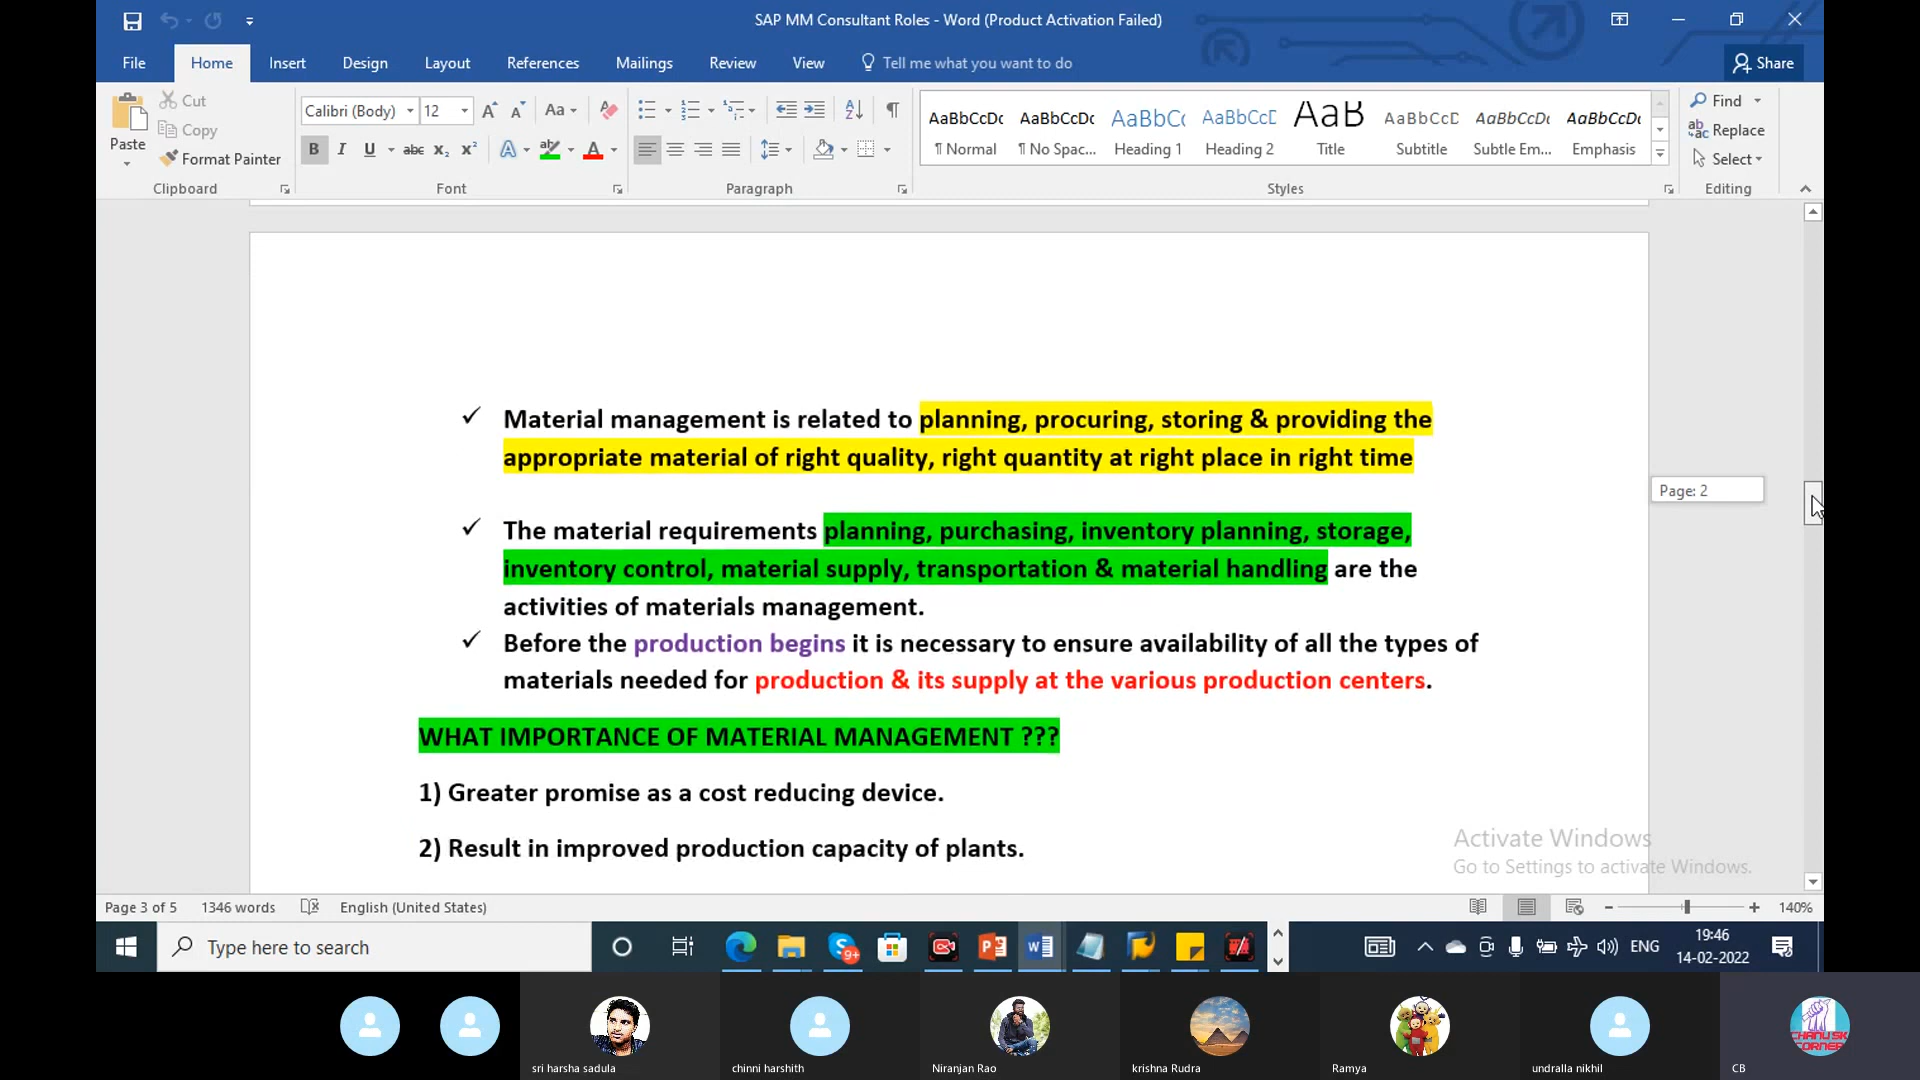 SAP MM Consultant Roles - Word (Product Activation Failed)
File Home Insert Design Layout References Mailings Review View Tell me what you want to do Share
Paste
Cut
Copy
Format Painter
Clipboard
Calibri (Body) 12
Font
Paragraph
AaBbCcDc AaBbCcDc AaBbCc AaBbCcE AaB AaBbCcD AaBbCcDc AaBbCcDc
¶ Normal ¶ No Spac... Heading 1 Heading 2 Title Subtitle Subtle Em... Emphasis
Styles
Find
Replace
Select
Editing
✓ Material management is related to planning, procuring, storing & providing the
appropriate material of right quality, right quantity at right place in right time
Page: 2
✓ The material requirements planning, purchasing, inventory planning, storage,
inventory control, material supply, transportation & material handling are the
activities of materials management.
✓ Before the production begins it is necessary to ensure availability of all the types of
materials needed for production & its supply at the various production centers.
WHAT IMPORTANCE OF MATERIAL MANAGEMENT ???
1) Greater promise as a cost reducing device.
2) Result in improved production capacity of plants.
Activate Windows
Go to Settings to activate Windows.
Page 3 of 5 1346 words English (United States) 140%
Type here to search
9+
ENG
19:46
14-02-2022
sri harsha sadula chinni harshith Niranjan Rao krishna Rudra Ramya undralla nikhil CB